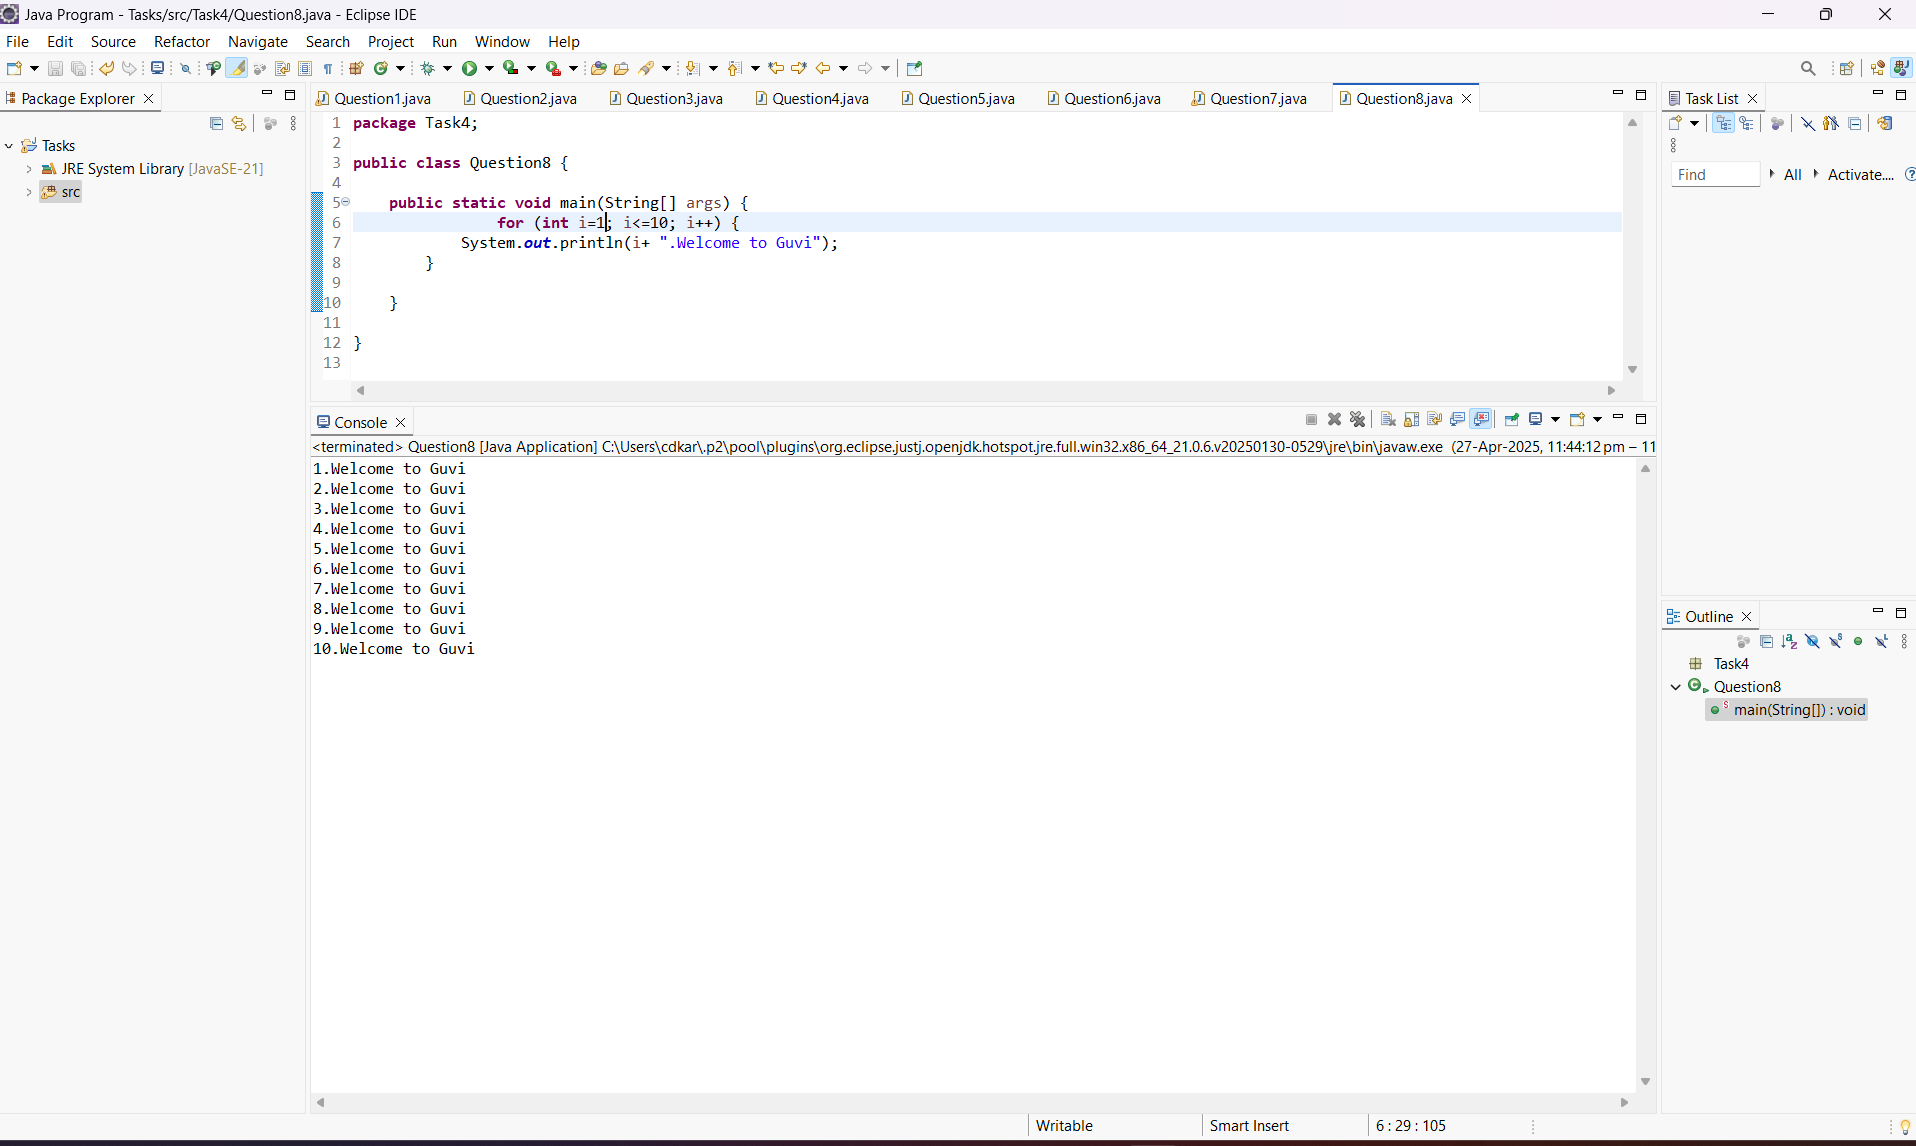 Java Program - Tasks/src/Task4/Question8.java - Eclipse IDE
File Edit Source Refactor Navigate Search Project Run Window Help
Package Explorer
Tasks
JRE System Library [JavaSE-21]
src
Question1.java Question2.java Question3.java Question4.java Question5.java Question6.java Question7.java Question8.java
1 package Task4;
2
3 public class Question8 {
4
5 public static void main(String[] args) {
6 for (int i=1; i<=10; i++) {
7 System.out.println(i+ ".Welcome to Guvi");
8 }
9
10 }
11
12 }
13
Console
<terminated> Question8 [Java Application] C:\Users\cdkar\.p2\pool\plugins\org.eclipse.justj.openjdk.hotspot.jre.full.win32.x86_64_21.0.6.v20250130-0529\jre\bin\javaw.exe (27-Apr-2025, 11:44:12 pm – 11
1.Welcome to Guvi
2.Welcome to Guvi
3.Welcome to Guvi
4.Welcome to Guvi
5.Welcome to Guvi
6.Welcome to Guvi
7.Welcome to Guvi
8.Welcome to Guvi
9.Welcome to Guvi
10.Welcome to Guvi
Task List
Find All Activate....
Outline
Task4
Question8
main(String[]) : void
Writable Smart Insert 6 : 29 : 105